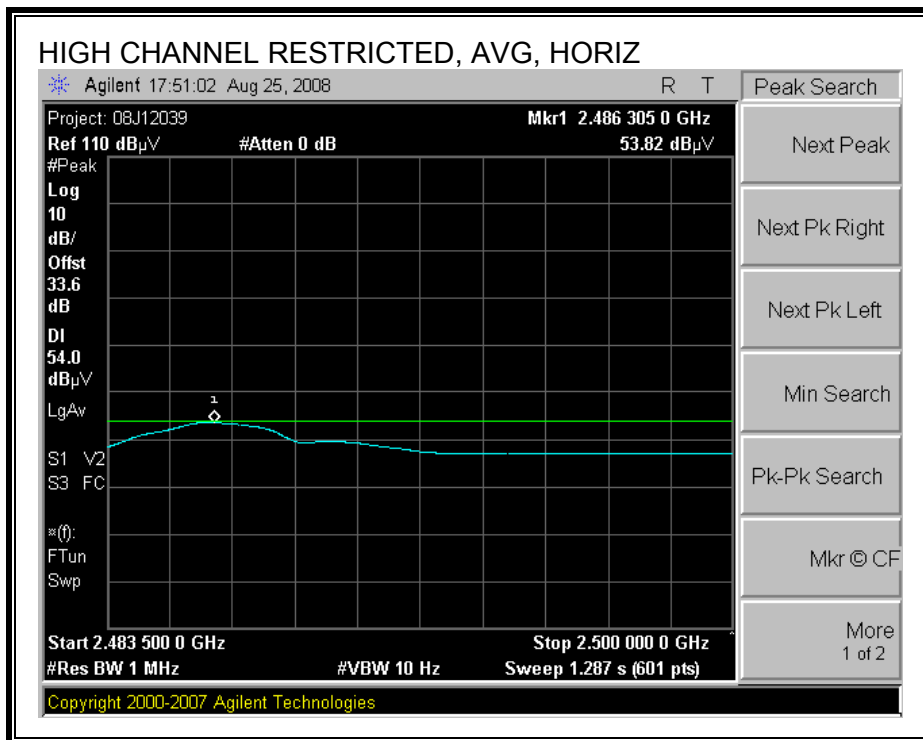 HIGH CHANNEL RESTRICTED, AVG, HORIZ
Agilent 17:51:02 Aug 25, 2008 R T
Peak Search
Project: 08J12039 Mkr1 2.486 305 0 GHz
Ref 110 dBµV #Atten 0 dB 53.82 dBµV
#Peak
Log
10
dB/
Offst
33.6
dB
DI
54.0
dBµV
LgAv
1
S1 V2
S3 FC
¤(f):
FTun
Swp
Start 2.483 500 0 GHz Stop 2.500 000 0 GHz
#Res BW 1 MHz #VBW 10 Hz Sweep 1.287 s (601 pts)
Copyright 2000-2007 Agilent Technologies
Next Peak
Next Pk Right
Next Pk Left
Min Search
Pk-Pk Search
Mkr © CF
More
1 of 2